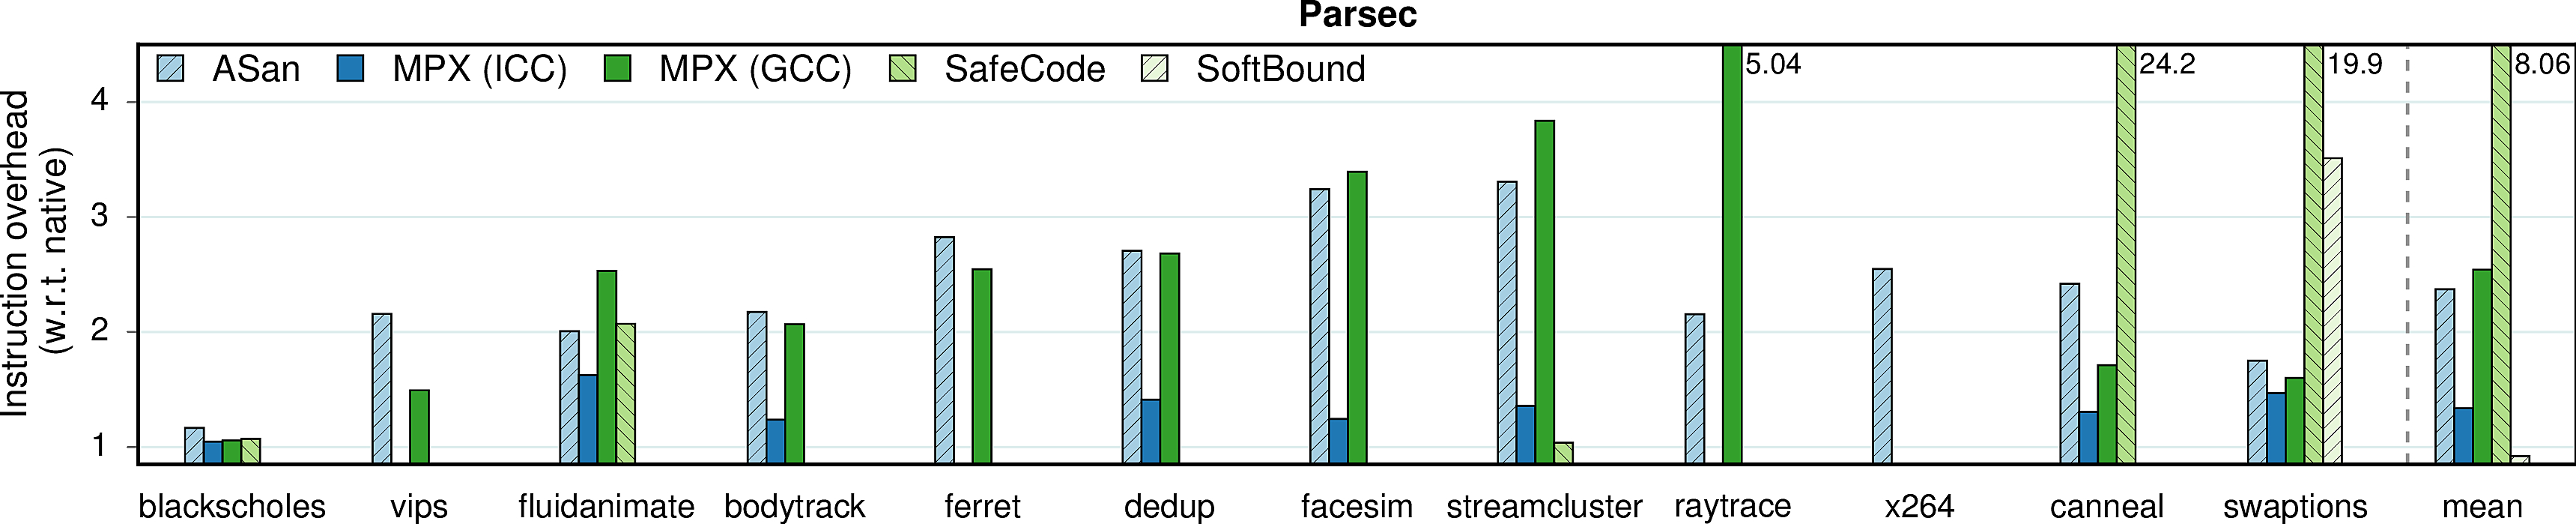 Parsec
ASan MPX (ICC) MPX (GCC) SafeCode SoftBound
5.04 24.2 19.9 8.06
Instruction overhead
(w.r.t. native)
4
3
2
1
blackscholes vips fluidanimate bodytrack ferret dedup facesim streamcluster raytrace x264 canneal swaptions mean